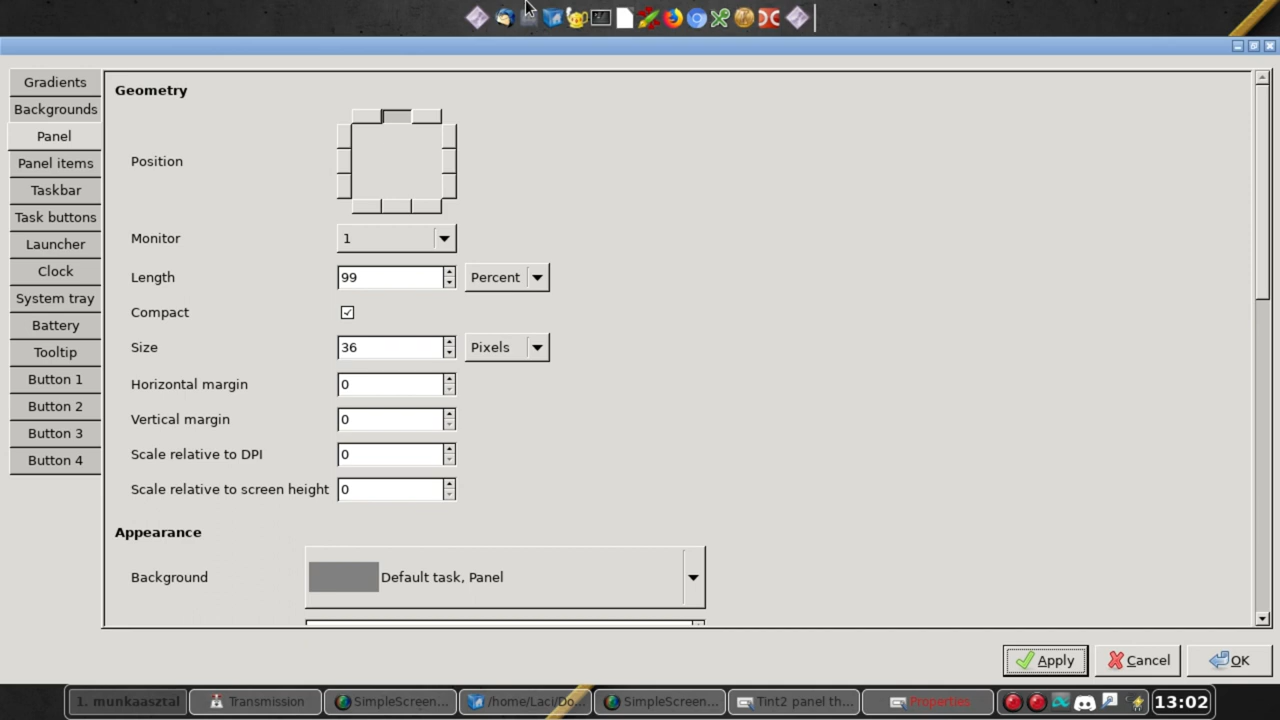 Gradients
Backgrounds
Panel
Panel items
Taskbar
Task buttons
Launcher
Clock
System tray
Battery
Tooltip
Button 1
Button 2
Button 3
Button 4
Geometry
Position
Monitor 1
Length 99 Percent
Compact
Size 36 Pixels
Horizontal margin 0
Vertical margin 0
Scale relative to DPI 0
Scale relative to screen height 0
Appearance
Background Default task, Panel
Apply Cancel OK
1. munkaasztal Transmission SimpleScreen... /home/Laci/Do... SimpleScreen... Tint2 panel th... Properties 13:02